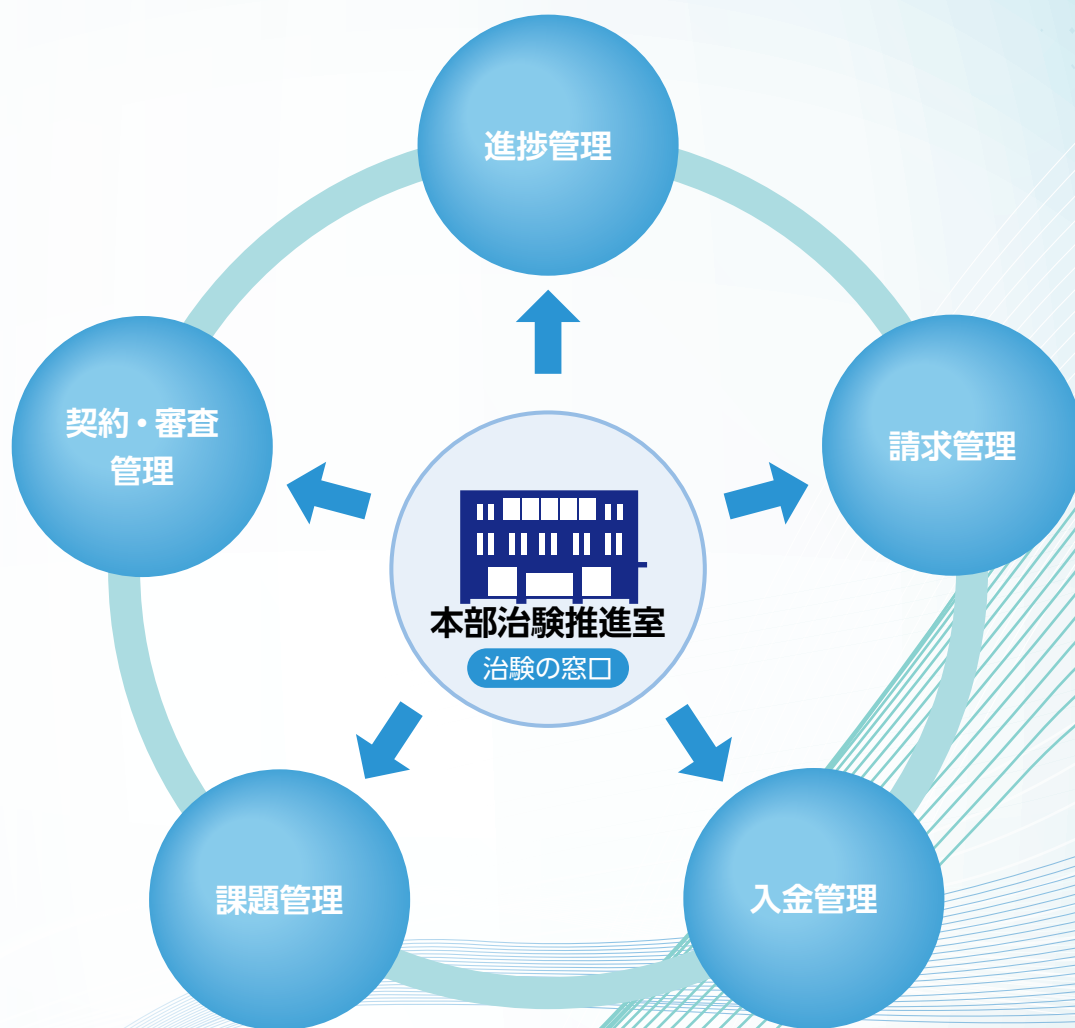 進捗管理
契約・審査
管理
請求管理
本部治験推進室
治験の窓口
課題管理
入金管理